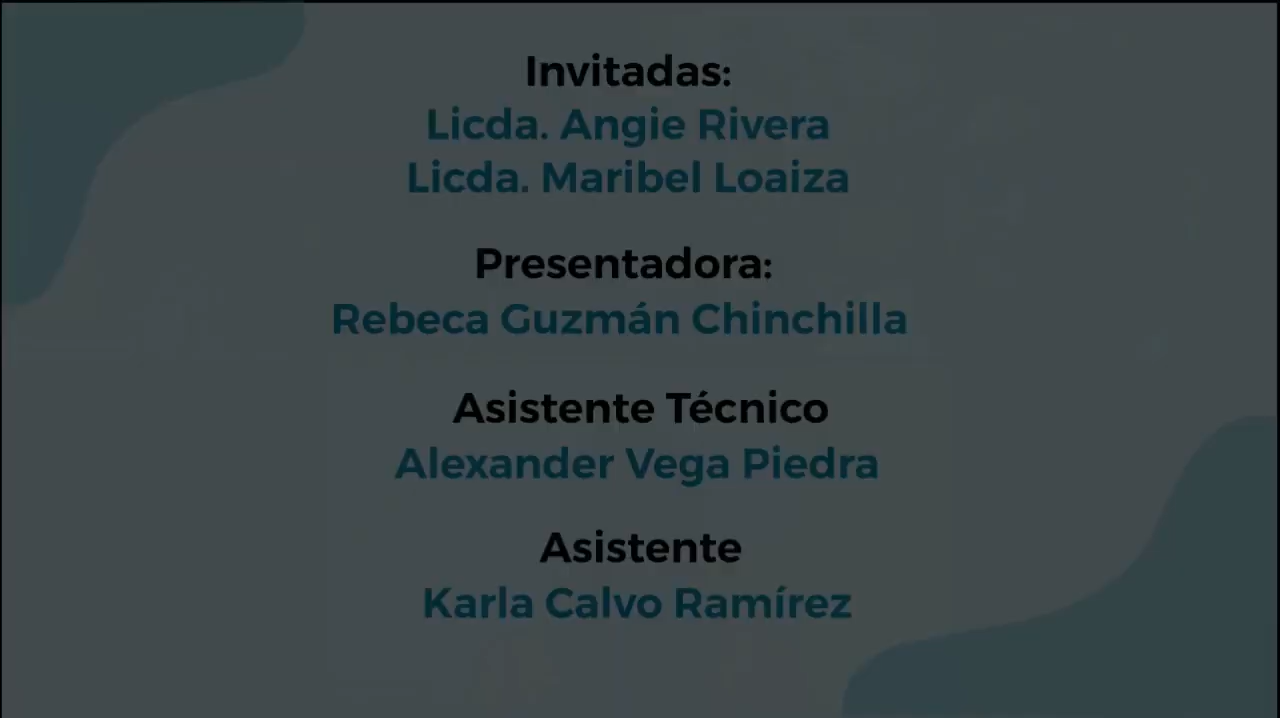 Invitadas:
Licda. Angie Rivera
Licda. Maribel Loaiza
Presentadora:
Rebeca Guzmán Chinchilla
Asistente Técnico
Alexander Vega Piedra
Asistente
Karla Calvo Ramírez